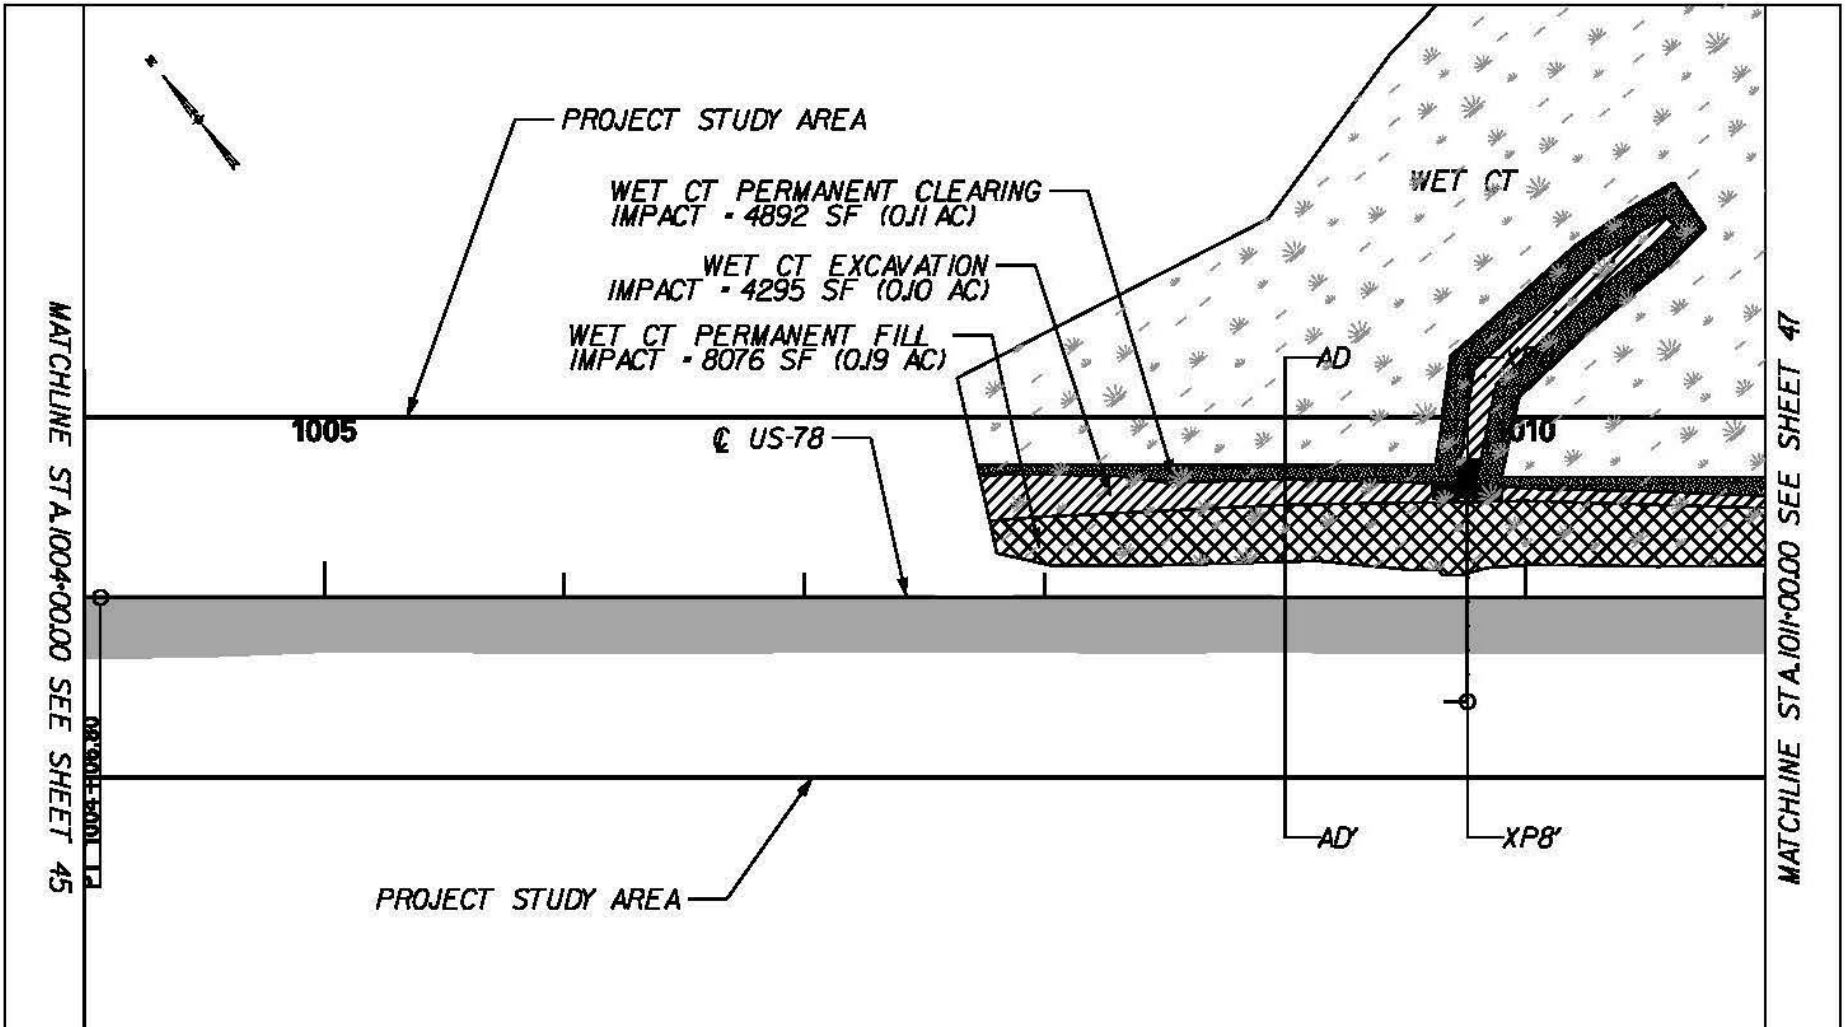 PROJECT STUDY AREA
WET CT PERMANENT CLEARING
IMPACT = 4892 SF (0.11 AC)
WET CT
WET CT EXCAVATION
IMPACT = 4295 SF (0.10 AC)
WET CT PERMANENT FILL
IMPACT = 8076 SF (0.19 AC)
AD
1005
℄ US-78
1010
MATCHLINE STA.1004+00.00 SEE SHEET 45
MATCHLINE STA.1011+00.00 SEE SHEET 47
AD'
XP8'
PROJECT STUDY AREA